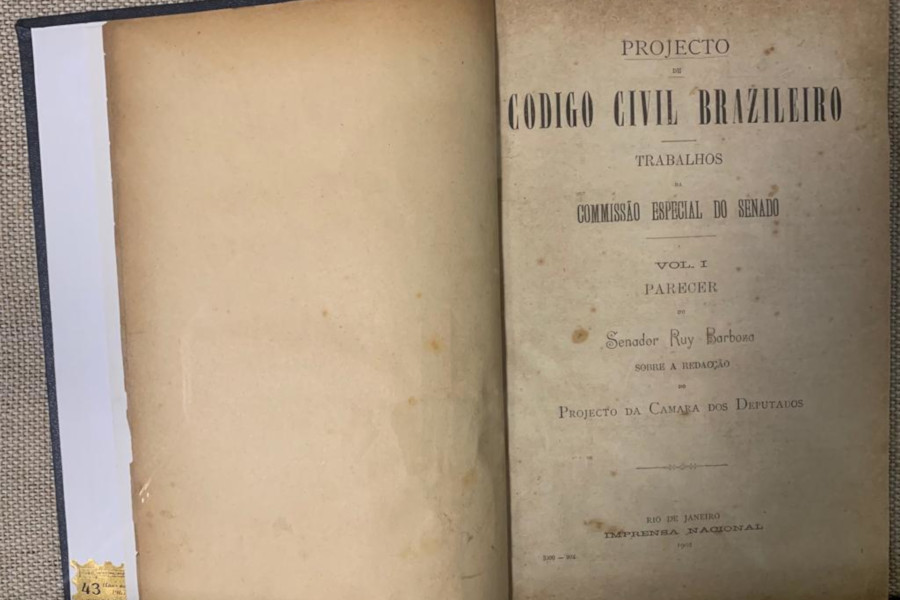 PROJECTO
DE
CODIGO CIVIL BRAZILEIRO
TRABALHOS
DA
COMMISSÃO ESPECIAL DO SENADO
VOL. I
PARECER
DO
Senador Ruy Barbosa
SOBRE A REDACÇÃO
DO
PROJECTO DA CAMARA DOS DEPUTADOS
RIO DE JANEIRO
IMPRENSA NACIONAL
43